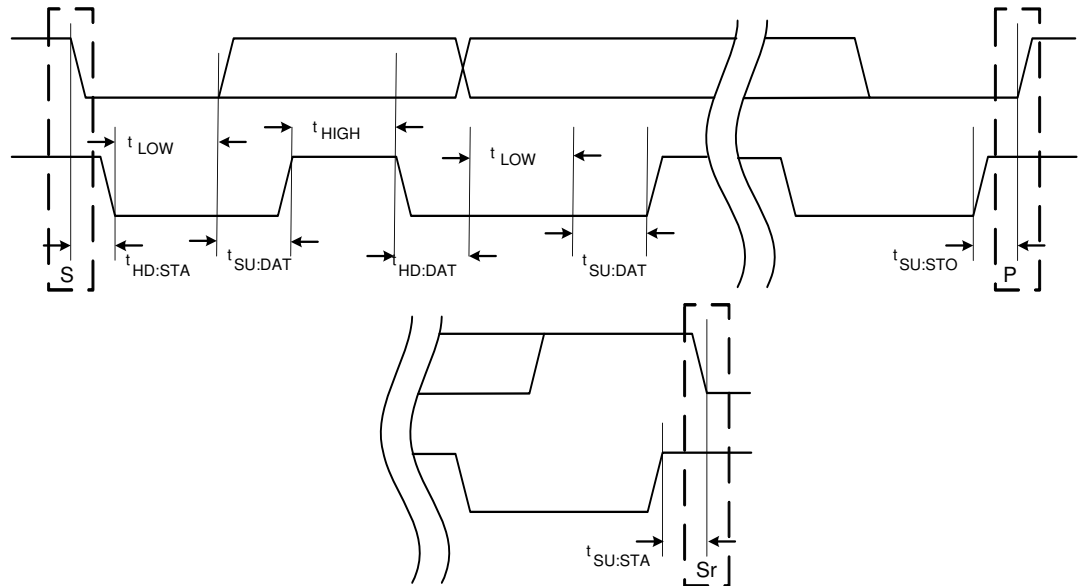 t HIGH
t LOW
t LOW
t HD:STA
t SU:DAT
t HD:DAT
t SU:DAT
t SU:STO
S
P
t SU:STA
Sr